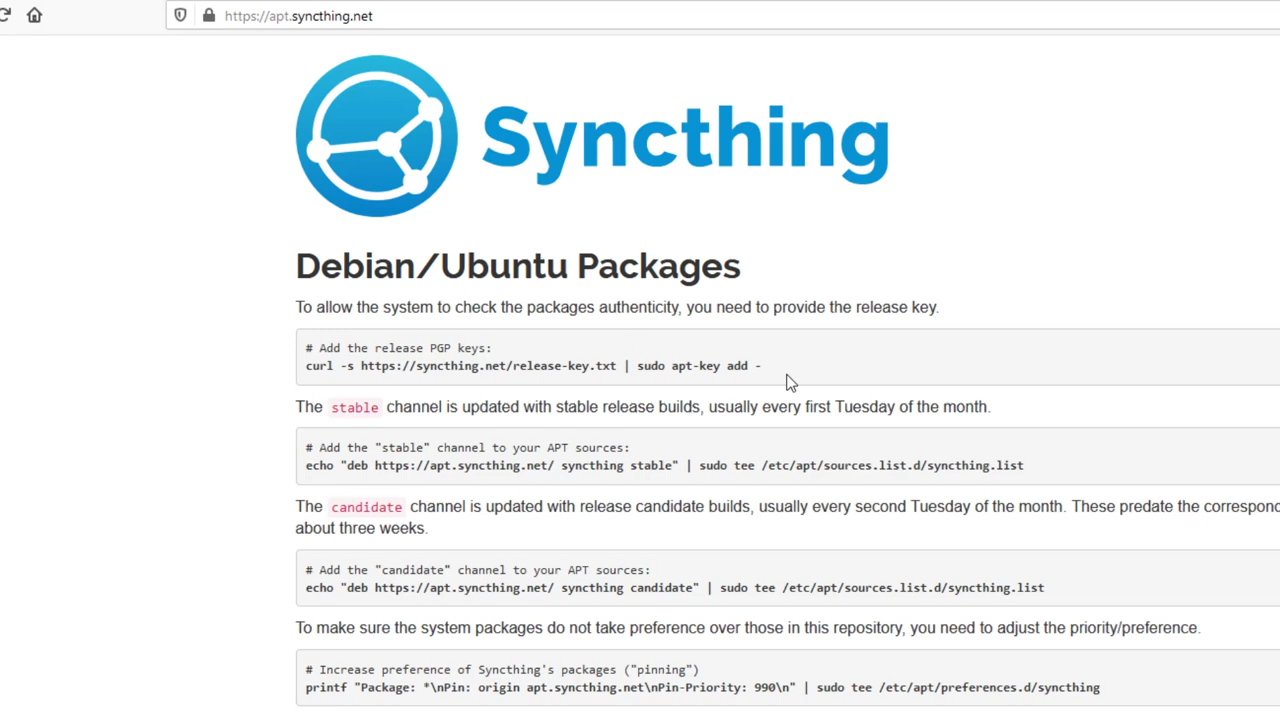 https://apt.syncthing.net
Syncthing
Debian/Ubuntu Packages
To allow the system to check the packages authenticity, you need to provide the release key.
# Add the release PGP keys:
curl -s https://syncthing.net/release-key.txt | sudo apt-key add -
The stable channel is updated with stable release builds, usually every first Tuesday of the month.
# Add the "stable" channel to your APT sources:
echo "deb https://apt.syncthing.net/ syncthing stable" | sudo tee /etc/apt/sources.list.d/syncthing.list
The candidate channel is updated with release candidate builds, usually every second Tuesday of the month. These predate the correspond
about three weeks.
# Add the "candidate" channel to your APT sources:
echo "deb https://apt.syncthing.net/ syncthing candidate" | sudo tee /etc/apt/sources.list.d/syncthing.list
To make sure the system packages do not take preference over those in this repository, you need to adjust the priority/preference.
# Increase preference of Syncthing's packages ("pinning")
printf "Package: *\nPin: origin apt.syncthing.net\nPin-Priority: 990\n" | sudo tee /etc/apt/preferences.d/syncthing